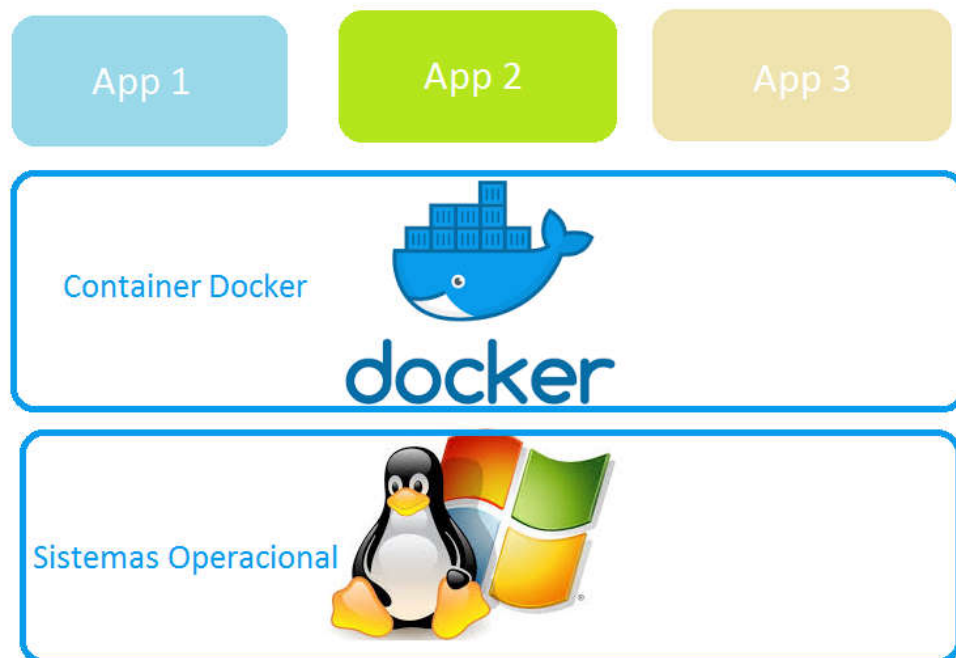 App 1
App 2
App 3
Container Docker
docker
Sistemas Operacional